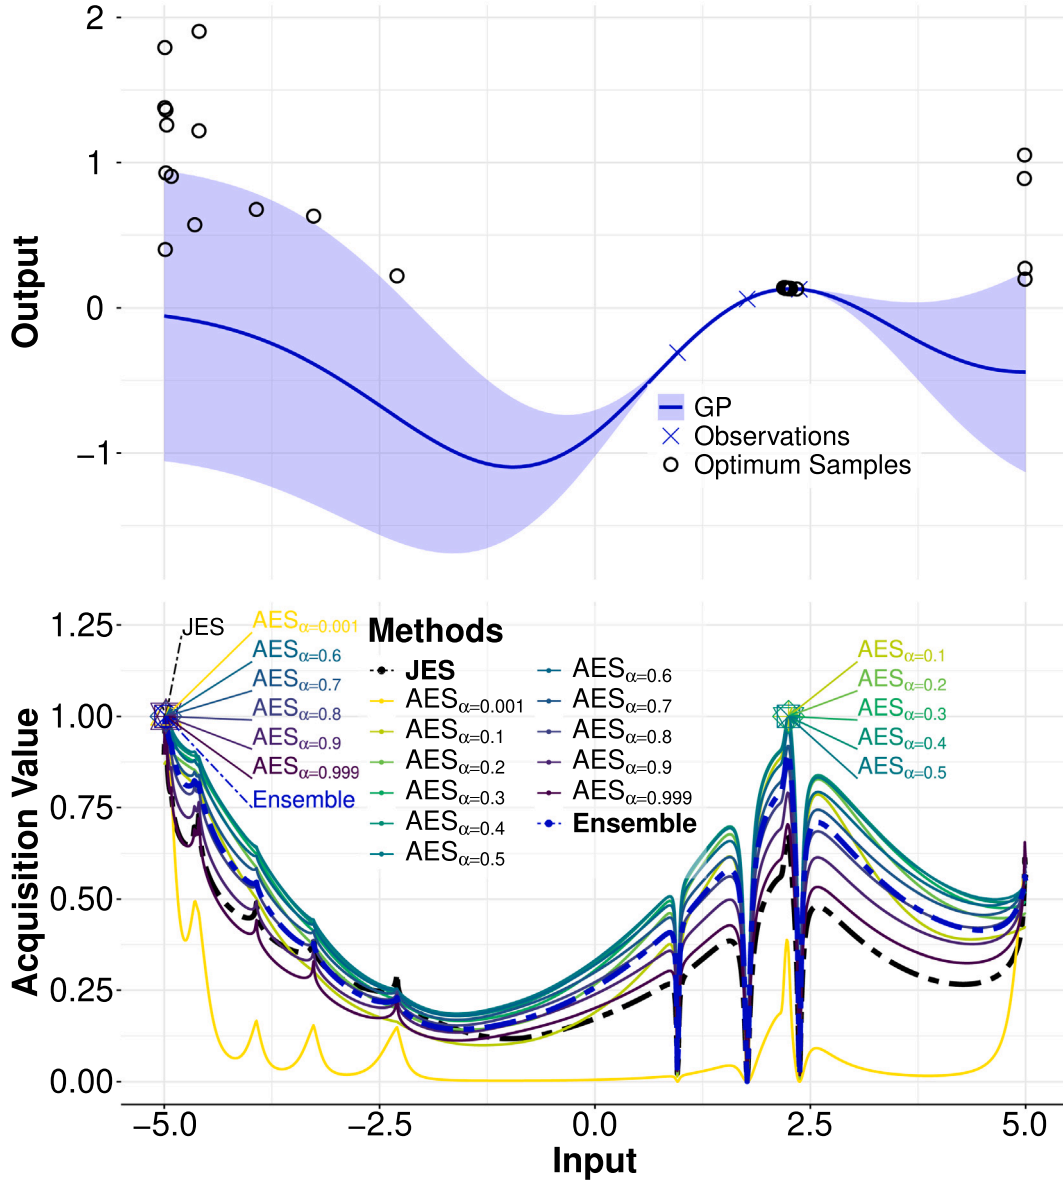 2
1
0
−1
Output
GP
Observations
Optimum Samples
1.25
1.00
0.75
0.50
0.25
0.00
Acquisition Value
JES
AESα=0.001
AESα=0.6
AESα=0.7
AESα=0.8
AESα=0.9
AESα=0.999
Ensemble
Methods
JES
AESα=0.001
AESα=0.1
AESα=0.2
AESα=0.3
AESα=0.4
AESα=0.5
AESα=0.6
AESα=0.7
AESα=0.8
AESα=0.9
AESα=0.999
Ensemble
AESα=0.1
AESα=0.2
AESα=0.3
AESα=0.4
AESα=0.5
−5.0 −2.5 0.0 2.5 5.0
Input